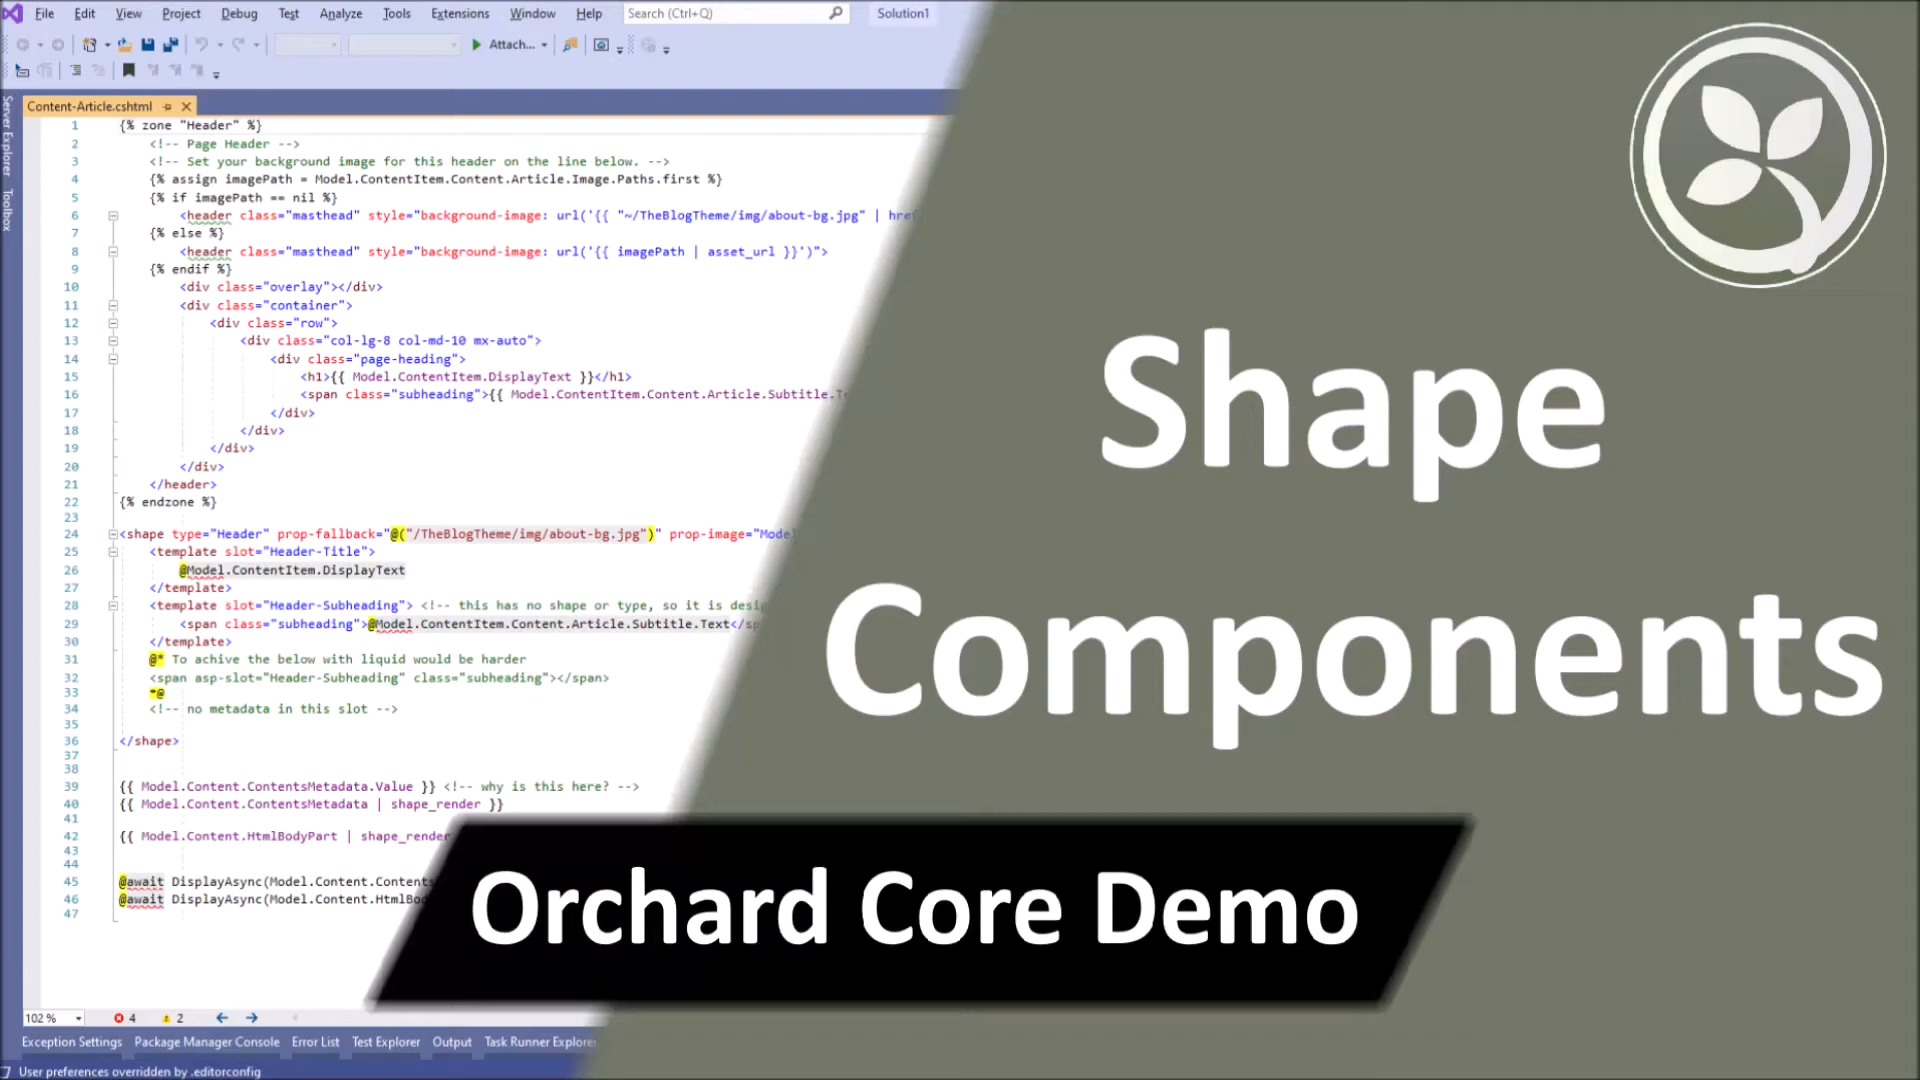 File Edit View Project Debug Test Analyze Tools Extensions Window Help Search (Ctrl+Q) Solution1
Attach...
Server Explorer
Toolbox
Content-Article.cshtml
1 {% zone "Header" %}
2 <!-- Page Header -->
3 <!-- Set your background image for this header on the line below. -->
4 {% assign imagePath = Model.ContentItem.Content.Article.Image.Paths.first %}
5 {% if imagePath == nil %}
6 <header class="masthead" style="background-image: url('{{ "~/TheBlogTheme/img/about-bg.jpg" | href
7 {% else %}
8 <header class="masthead" style="background-image: url('{{ imagePath | asset_url }}')">
9 {% endif %}
10 <div class="overlay"></div>
11 <div class="container">
12 <div class="row">
13 <div class="col-lg-8 col-md-10 mx-auto">
14 <div class="page-heading">
15 <h1>{{ Model.ContentItem.DisplayText }}</h1>
16 <span class="subheading">{{ Model.ContentItem.Content.Article.Subtitle.
17 </div>
18 </div>
19 </div>
20 </div>
21 </header>
22 {% endzone %}
23
24 <shape type="Header" prop-fallback="@("/TheBlogTheme/img/about-bg.jpg")" prop-image="Mode
25 <template slot="Header-Title">
26 @Model.ContentItem.DisplayText
27 </template>
28 <template slot="Header-Subheading"> <!-- this has no shape or type, so it is desi
29 <span class="subheading">@Model.ContentItem.Content.Article.Subtitle.Text</sp
30 </template>
31 @* To achive the below with liquid would be harder
32 <span asp-slot="Header-Subheading" class="subheading"></span>
33 *@
34 <!-- no metadata in this slot -->
35
36 </shape>
37
38
39 {{ Model.Content.ContentsMetadata.Value }} <!-- why is this here? -->
40 {{ Model.Content.ContentsMetadata | shape_render }}
41
42 {{ Model.Content.HtmlBodyPart | shape_render
43
44
45 @await DisplayAsync(Model.Content.Contents
46 @await DisplayAsync(Model.Content.HtmlBod
47
102 % 4 2
Exception Settings Package Manager Console Error List Test Explorer Output Task Runner Explorer
User preferences overridden by .editorconfig
Shape
Components
Orchard Core Demo